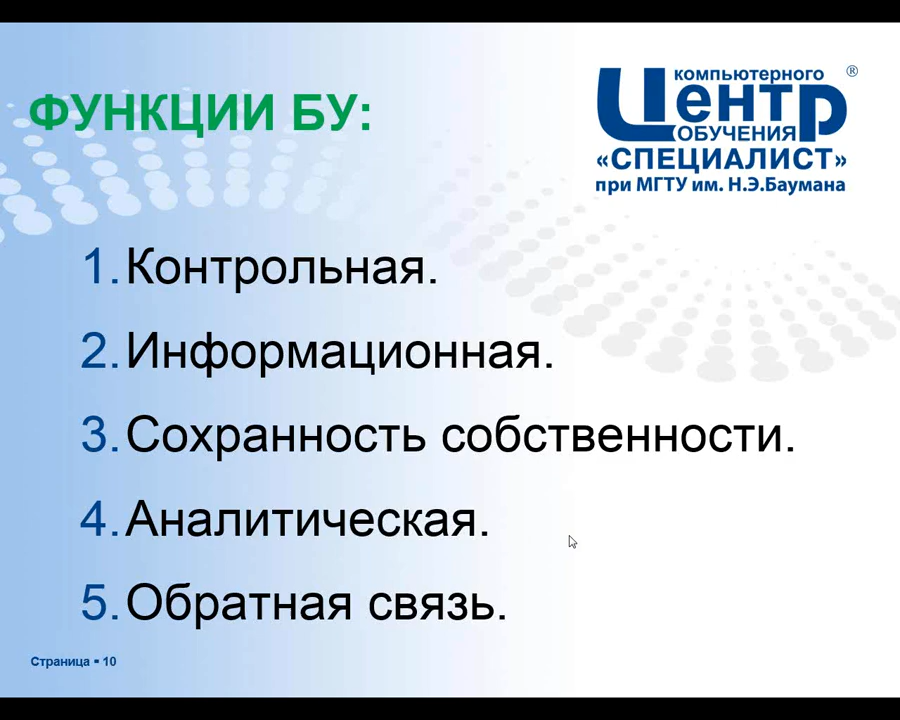 ФУНКЦИИ БУ:
компьютерного ®
Центр
ОБУЧЕНИЯ
«СПЕЦИАЛИСТ»
при МГТУ им. Н.Э.Баумана
1. Контрольная.
2. Информационная.
3. Сохранность собственности.
4. Аналитическая.
5. Обратная связь.
Страница ▪ 10